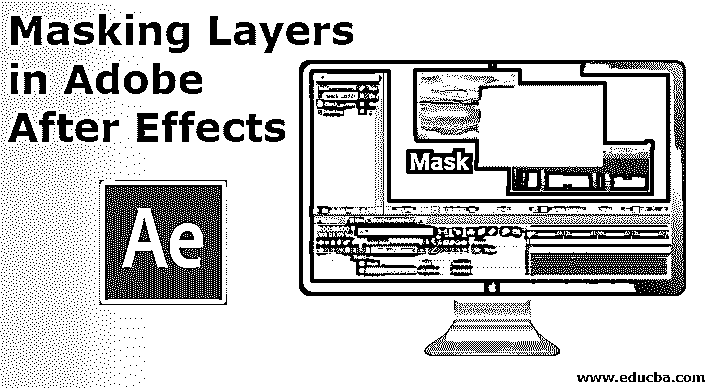 Masking Layers
in Adobe
After Effects
Mask
Ae
www.educba.com